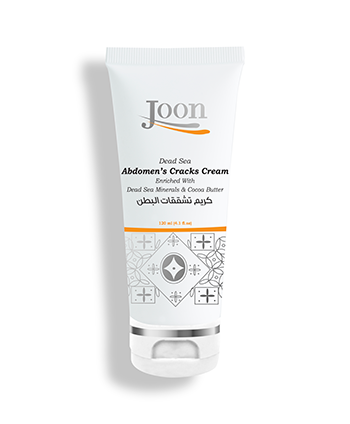 Joon
Dead Sea
Abdomen's Cracks Cream
Enriched With
Dead Sea Minerals & Cocoa Butter
كريم تشققات البطن
120 ml (4.1 fl oz)